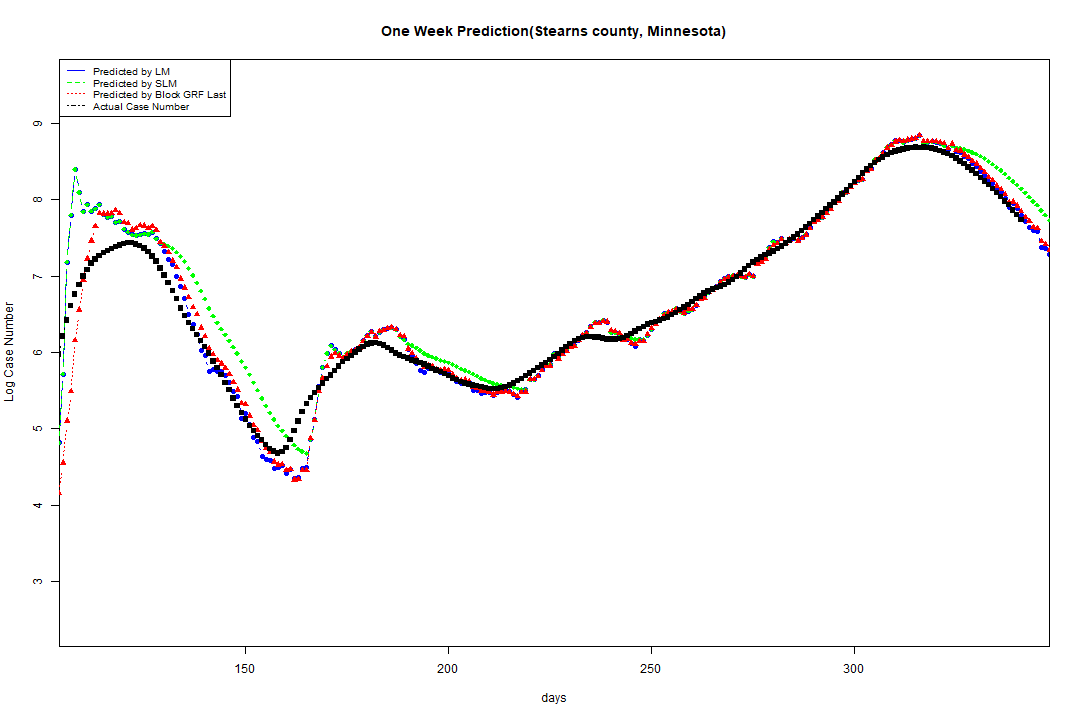 One Week Prediction(Stearns county, Minnesota)
Predicted by LM
Predicted by SLM
Predicted by Block GRF Last
Actual Case Number
9
8
7
6
5
4
3
Log Case Number
150 200 250 300
days